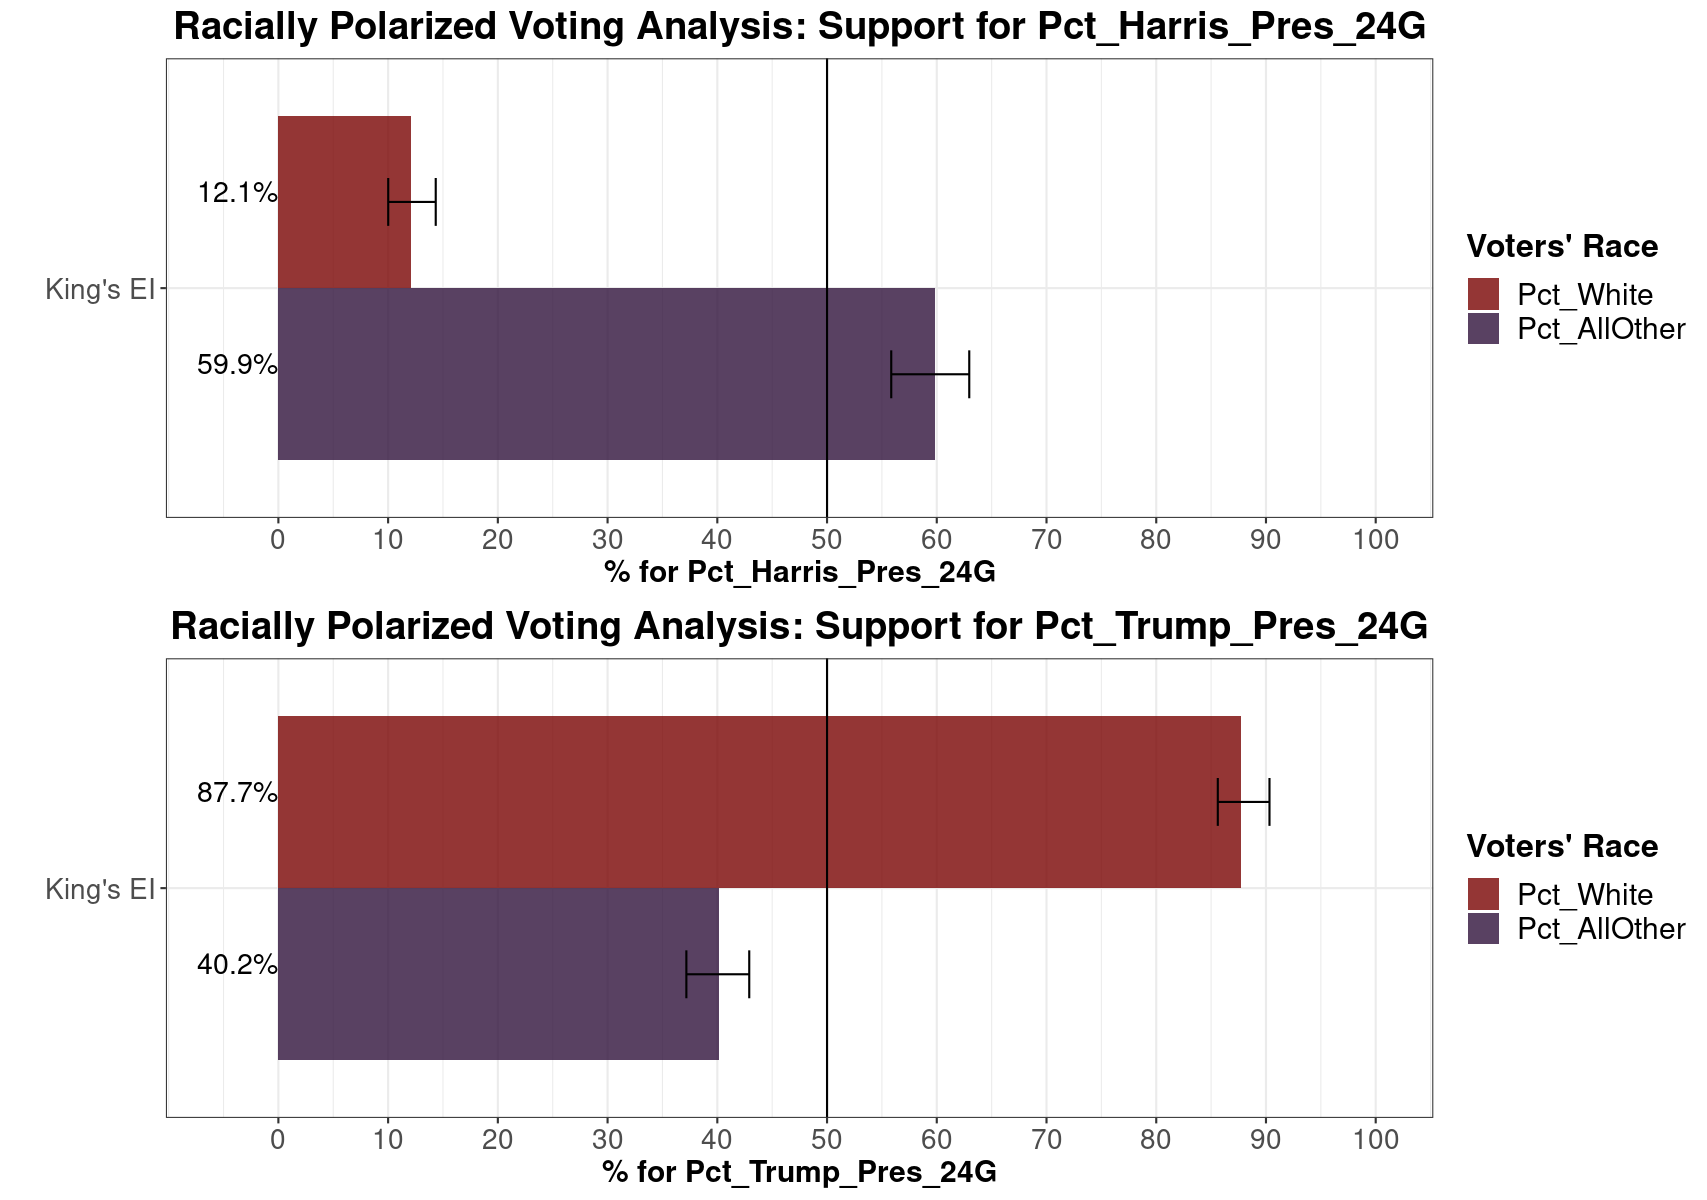 Racially Polarized Voting Analysis: Support for Pct_Harris_Pres_24G
12.1%
King's EI
59.9%
0 10 20 30 40 50 60 70 80 90 100
% for Pct_Harris_Pres_24G
Voters' Race
Pct_White
Pct_AllOther
Racially Polarized Voting Analysis: Support for Pct_Trump_Pres_24G
87.7%
King's EI
40.2%
0 10 20 30 40 50 60 70 80 90 100
% for Pct_Trump_Pres_24G
Voters' Race
Pct_White
Pct_AllOther